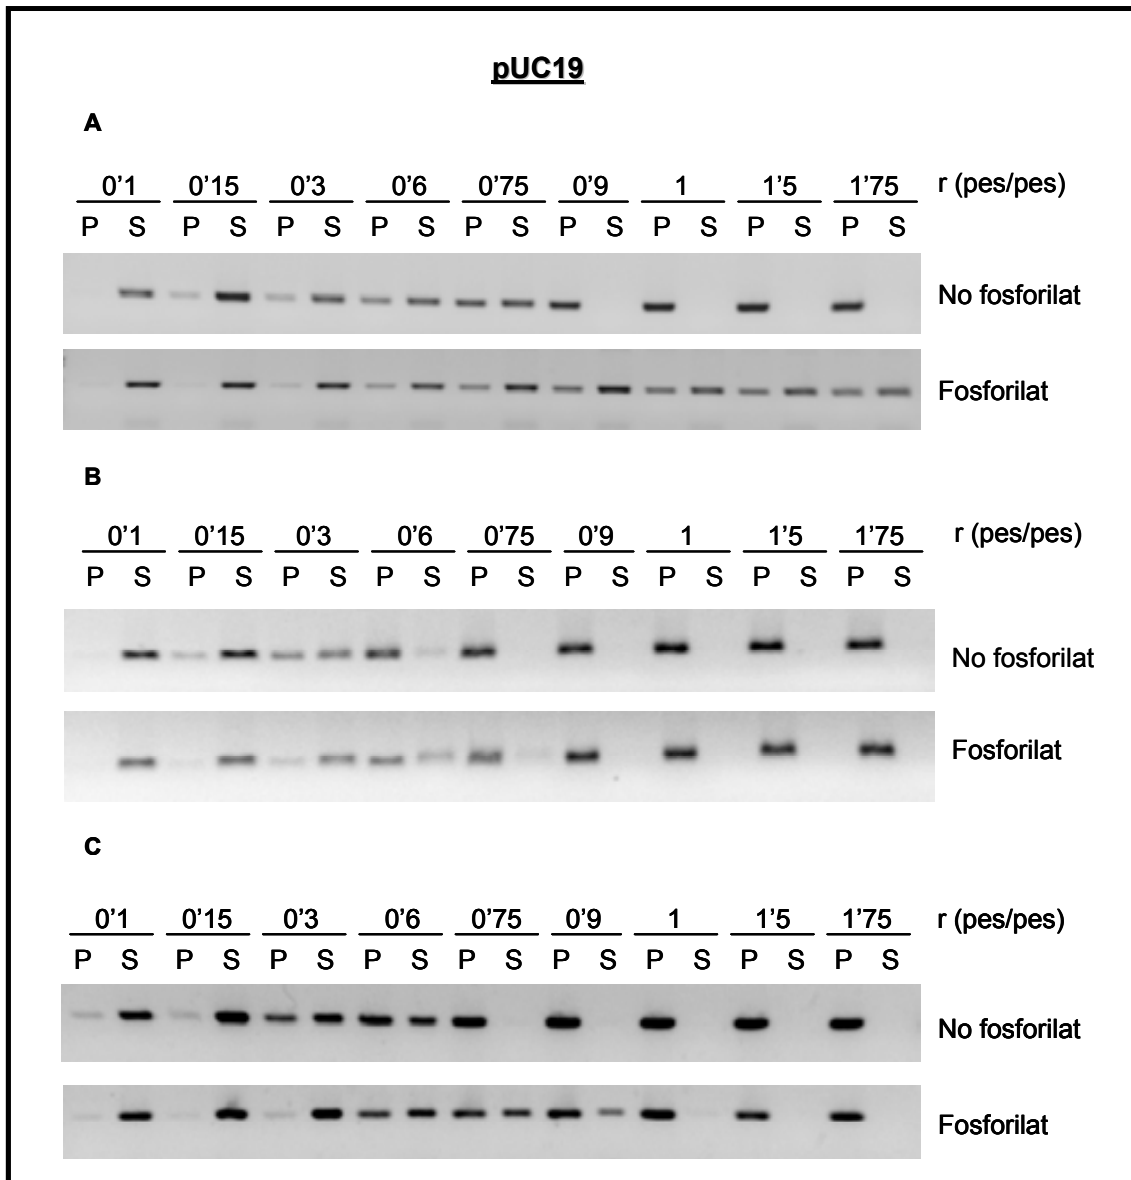 pUC19
A
0'1 0'15 0'3 0'6 0'75 0'9 1 1'5 1'75 r (pes/pes)
P S P S P S P S P S P S P S P S P S
No fosforilat
Fosforilat
B
0'1 0'15 0'3 0'6 0'75 0'9 1 1'5 1'75 r (pes/pes)
P S P S P S P S P S P S P S P S P S
No fosforilat
Fosforilat
C
0'1 0'15 0'3 0'6 0'75 0'9 1 1'5 1'75 r (pes/pes)
P S P S P S P S P S P S P S P S P S
No fosforilat
Fosforilat